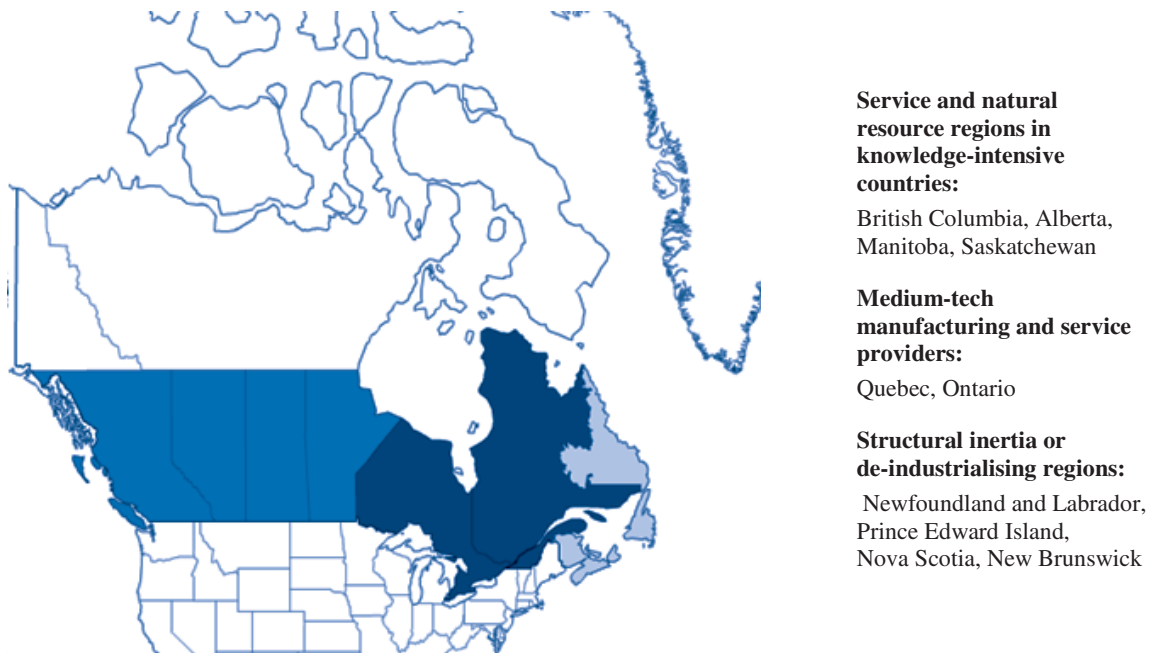 Service and natural
resource regions in
knowledge-intensive
countries:
British Columbia, Alberta,
Manitoba, Saskatchewan
Medium-tech
manufacturing and service
providers:
Quebec, Ontario
Structural inertia or
de-industrialising regions:
Newfoundland and Labrador,
Prince Edward Island,
Nova Scotia, New Brunswick